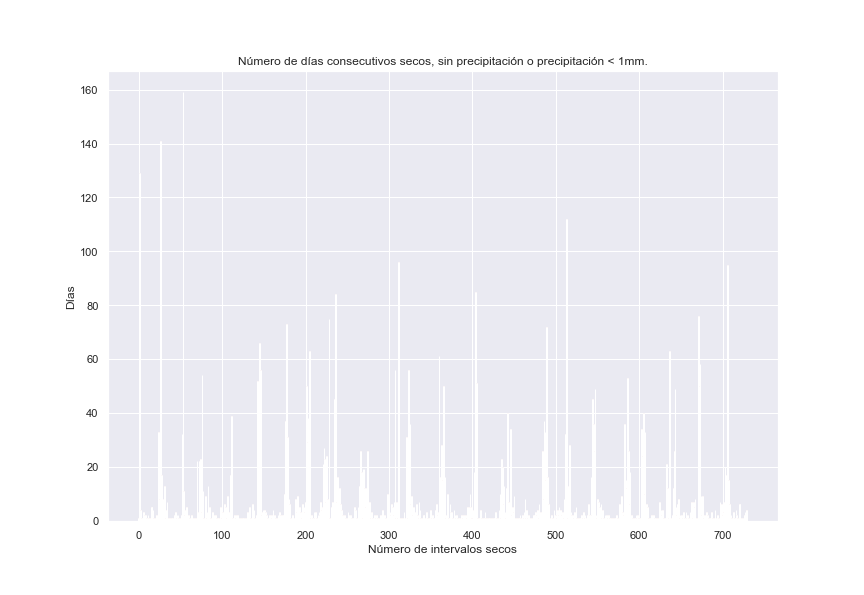 Número de días consecutivos secos, sin precipitación o precipitación < 1mm.
160
140
120
100
80
60
40
20
0
Días
0 100 200 300 400 500 600 700
Número de intervalos secos